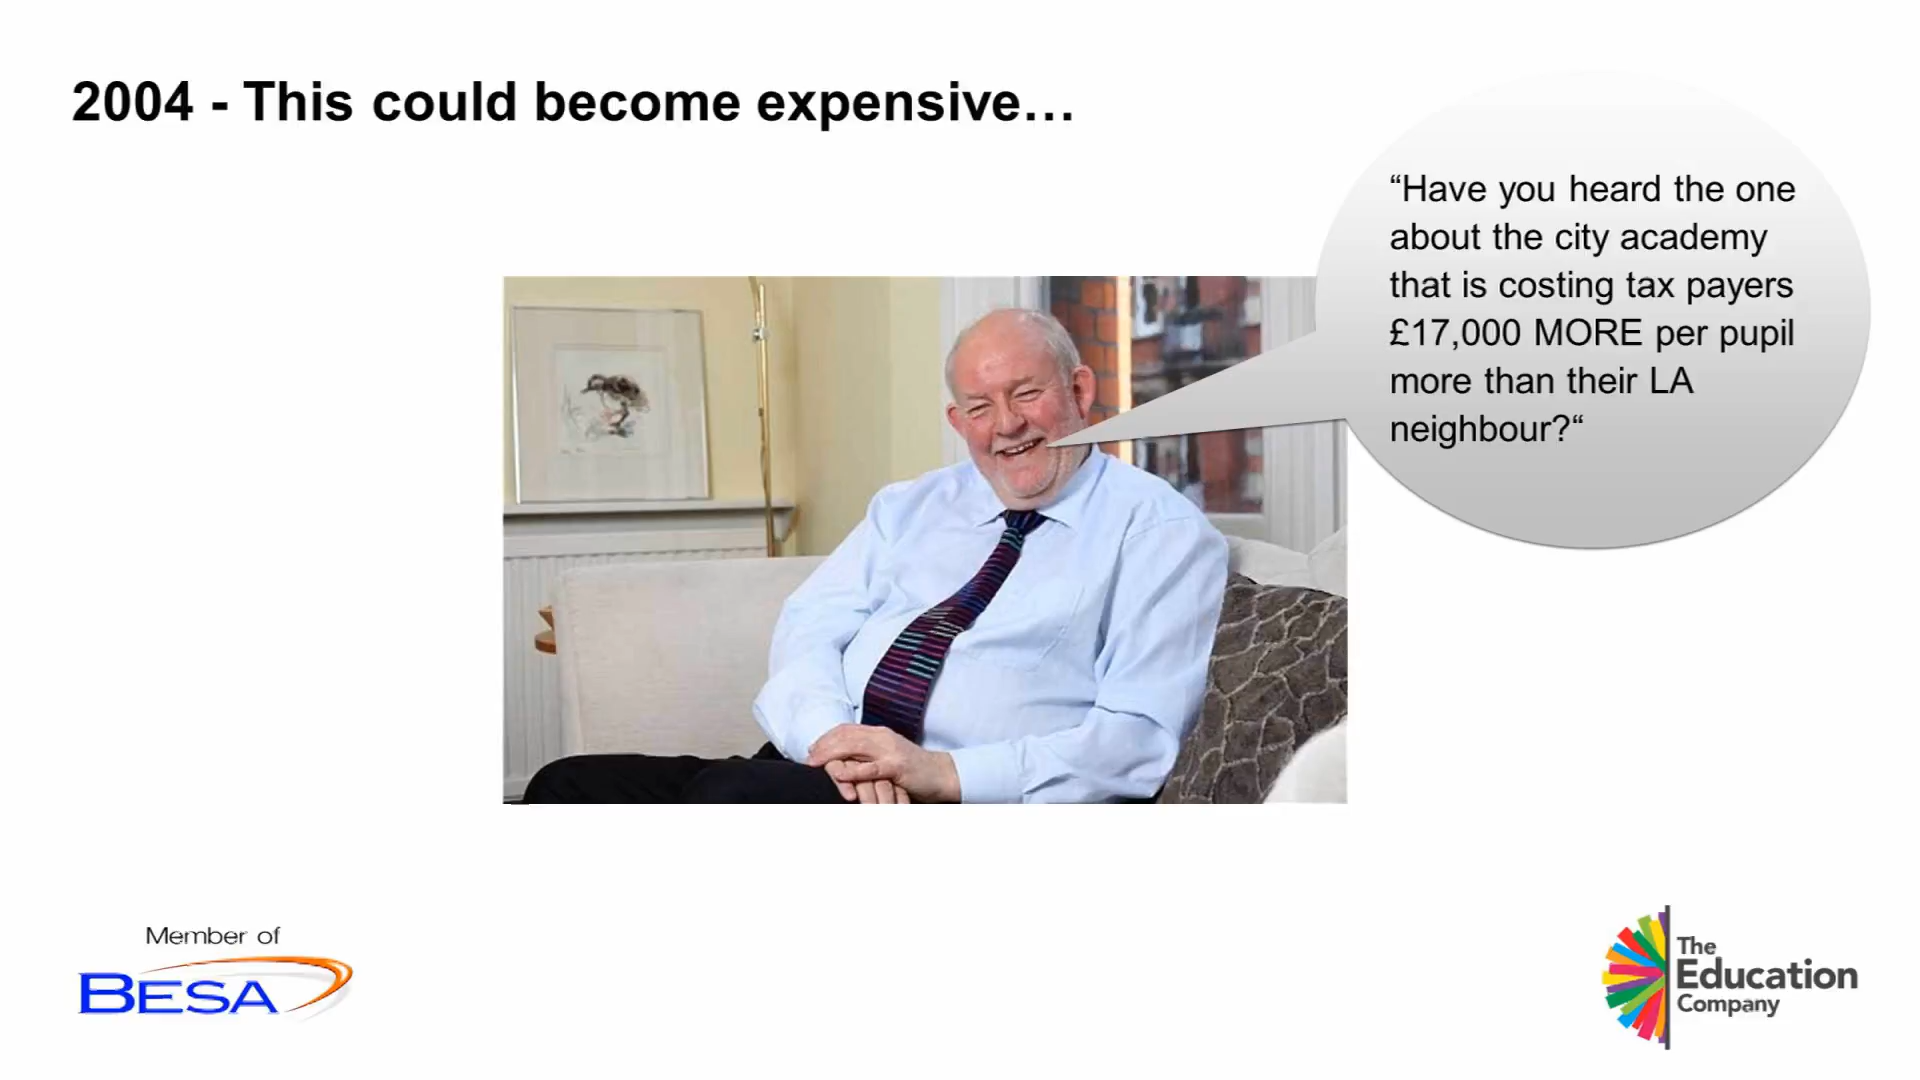 2004 - This could become expensive…
“Have you heard the one
about the city academy
that is costing tax payers
£17,000 MORE per pupil
more than their LA
neighbour?“
Member of
BESA
The
Education
Company